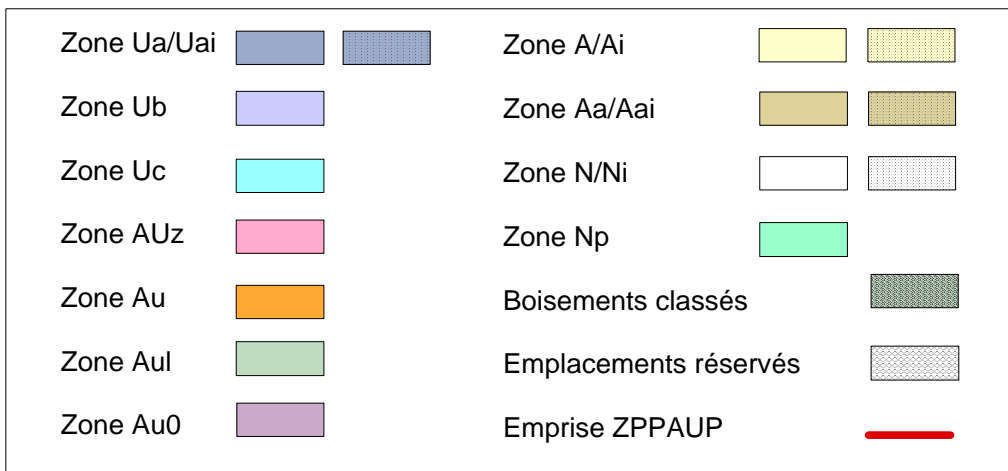 Zone Ua/Uai
Zone Ub
Zone Uc
Zone AUz
Zone Au
Zone Aul
Zone Au0
Zone A/Ai
Zone Aa/Aai
Zone N/Ni
Zone Np
Boisements classés
Emplacements réservés
Emprise ZPPAUP